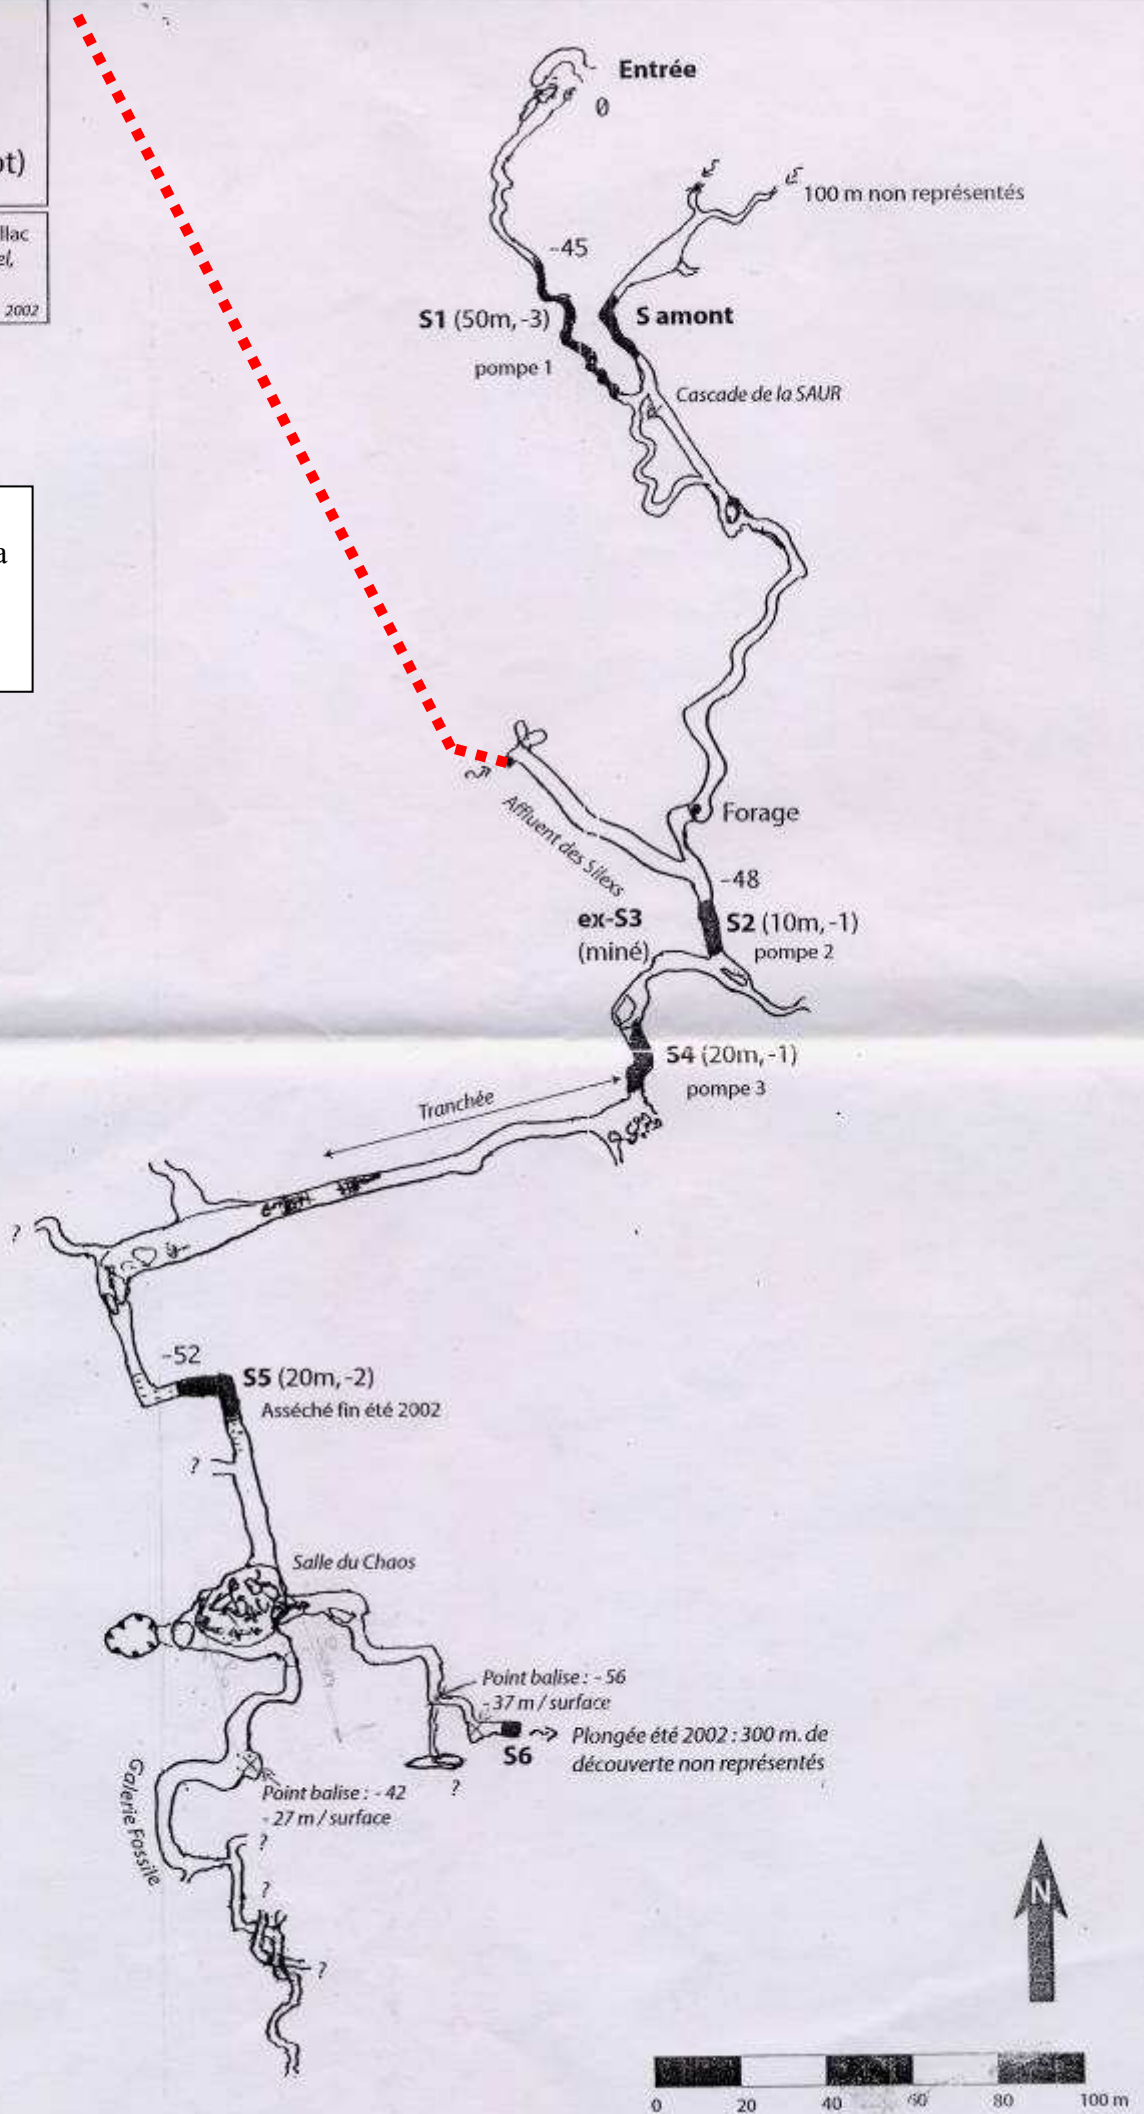 ot)
llac
el,
2002
a
Entrée
0
100 m non représentés
-45
S1 (50m, -3)
pompe 1
S amont
Cascade de la SAUR
Forage
Affluent des Silexs
-48
ex-S3
(miné)
S2 (10m, -1)
pompe 2
S4 (20m, -1)
pompe 3
Tranchée
?
-52
S5 (20m, -2)
Asséché fin été 2002
?
Salle du Chaos
Point balise : - 56
- 37 m / surface
S6
Plongée été 2002 : 300 m. de
découverte non représentés
?
Galerie Fossile
Point balise : - 42
- 27 m / surface
?
?
?
N
0 20 40 60 80 100 m